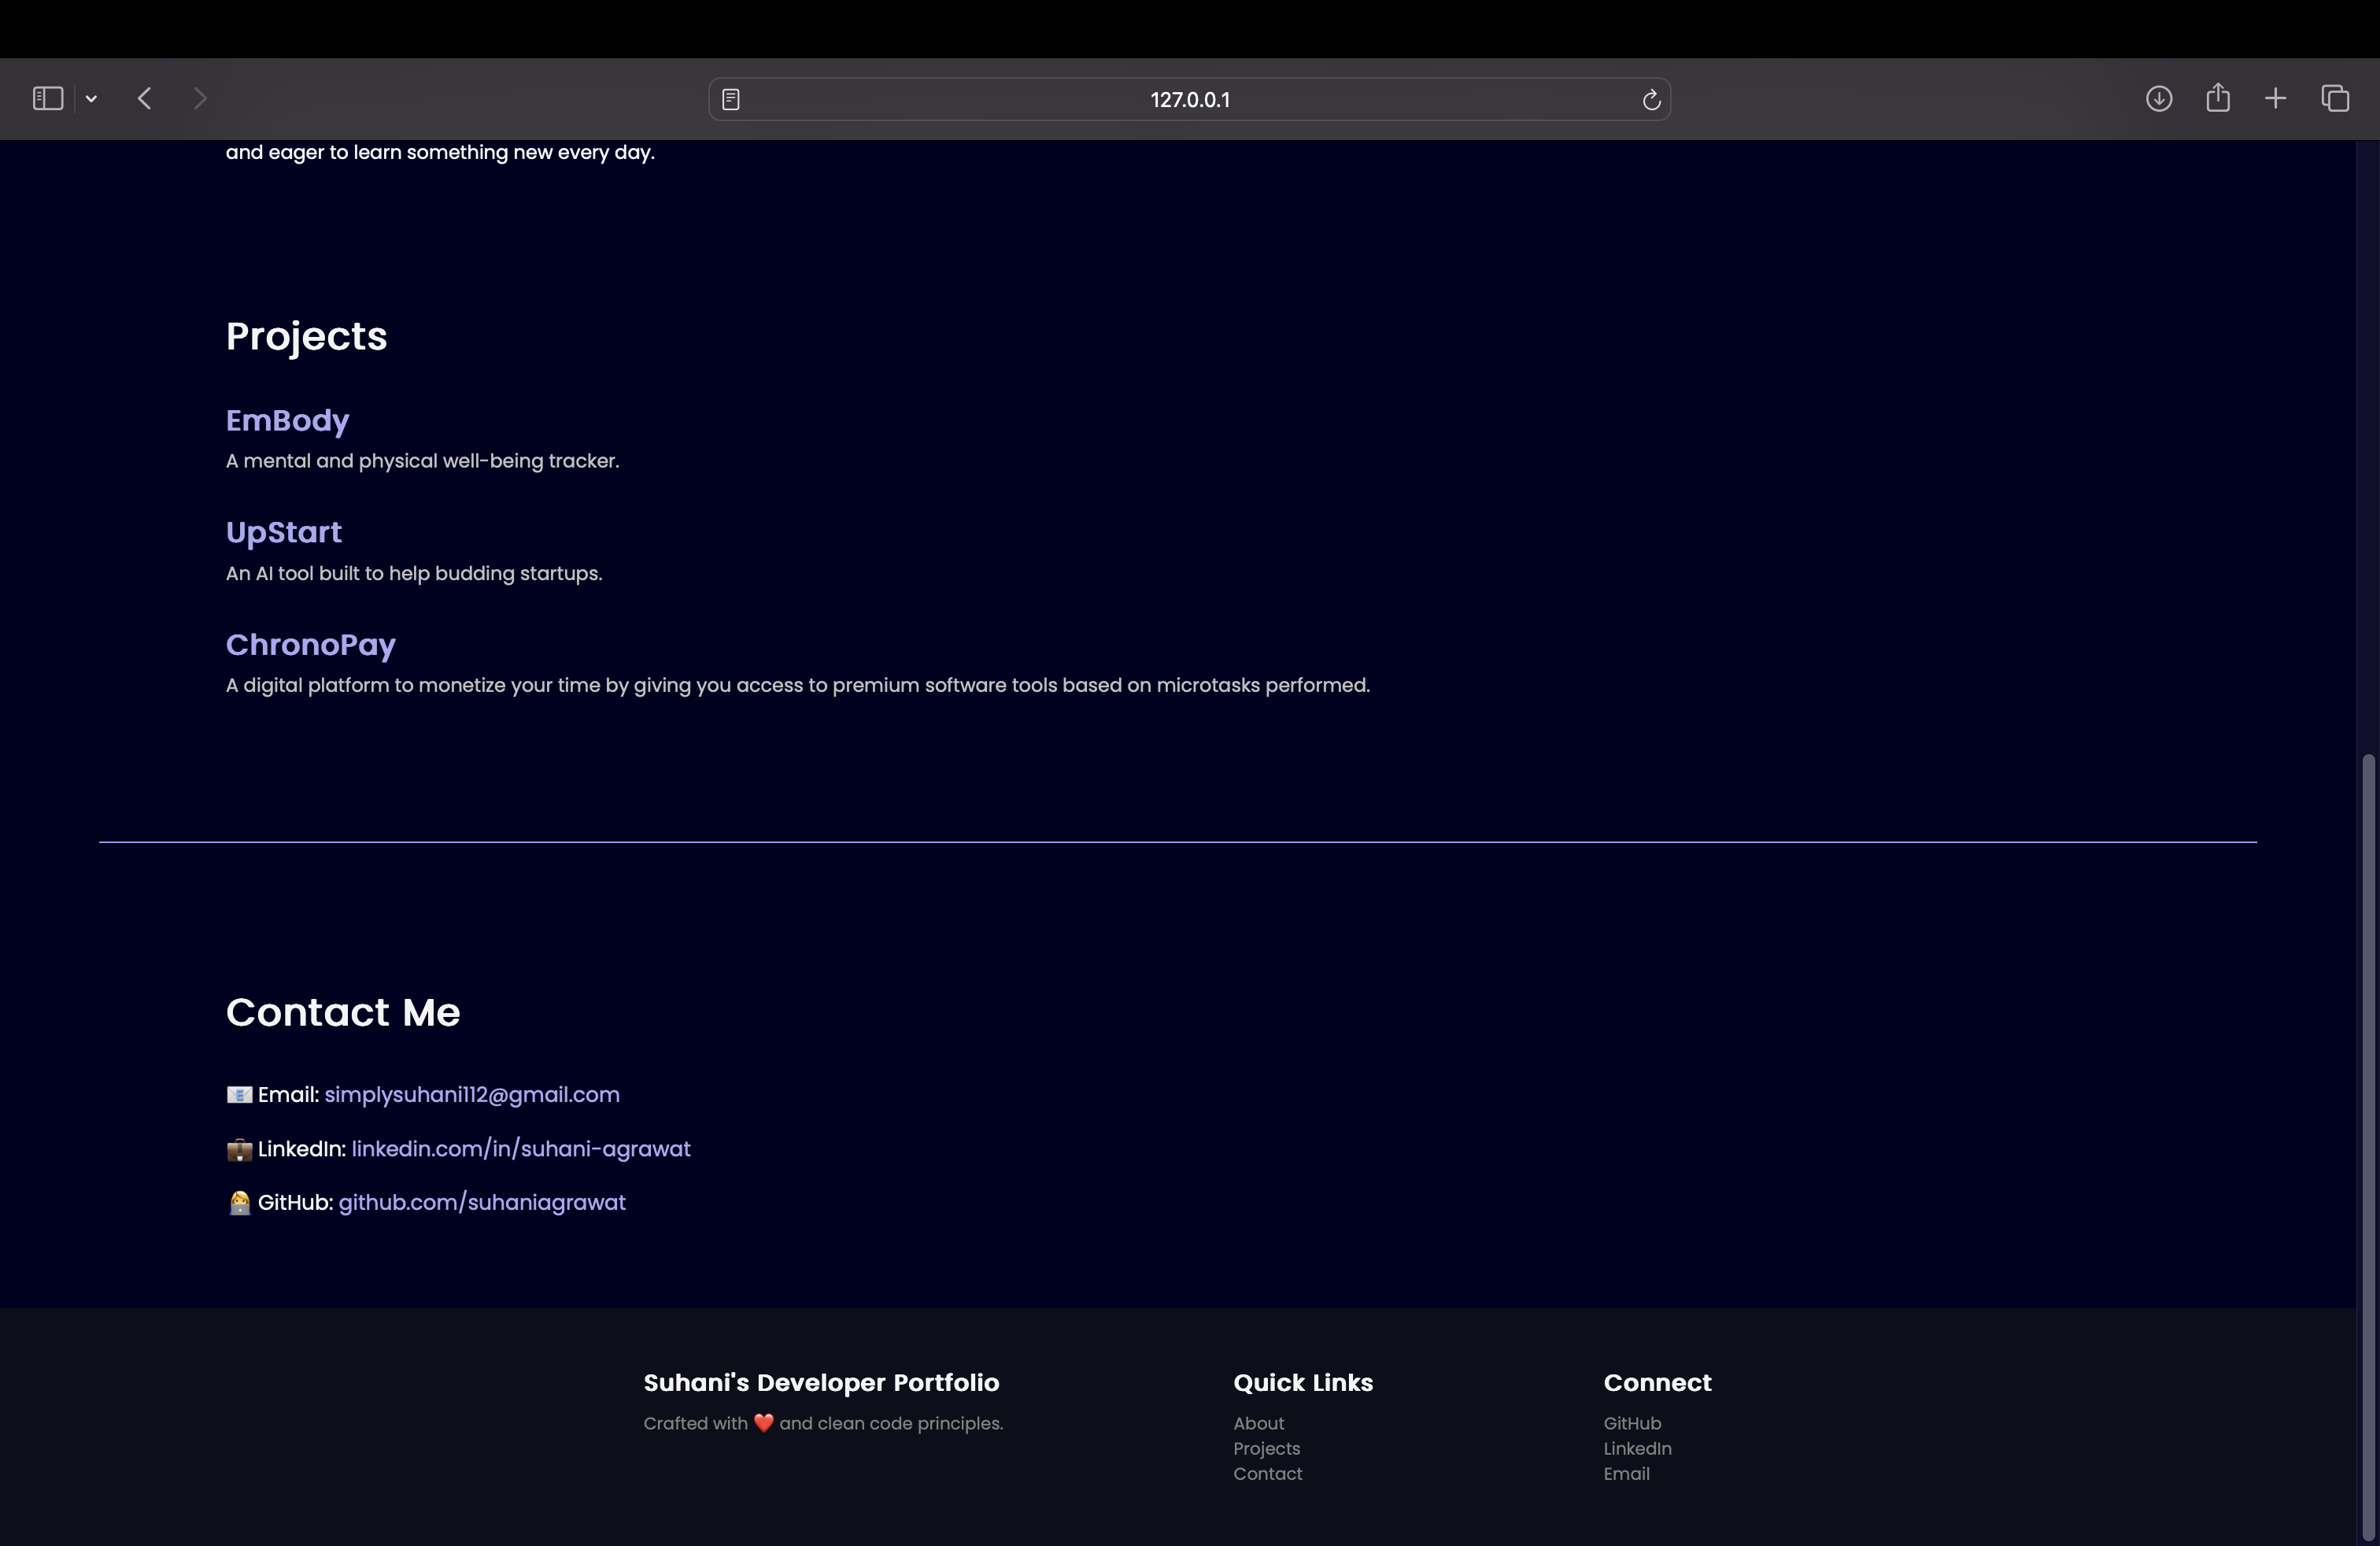 127.0.0.1
and eager to learn something new every day.
Projects
EmBody
A mental and physical well-being tracker.
UpStart
An AI tool built to help budding startups.
ChronoPay
A digital platform to monetize your time by giving you access to premium software tools based on microtasks performed.
Contact Me
📧 Email: simplysuhani112@gmail.com
💼 LinkedIn: linkedin.com/in/suhani-agrawat
👩‍💻 GitHub: github.com/suhaniagrawat
Suhani's Developer Portfolio
Crafted with ❤️ and clean code principles.
Quick Links
About
Projects
Contact
Connect
GitHub
LinkedIn
Email